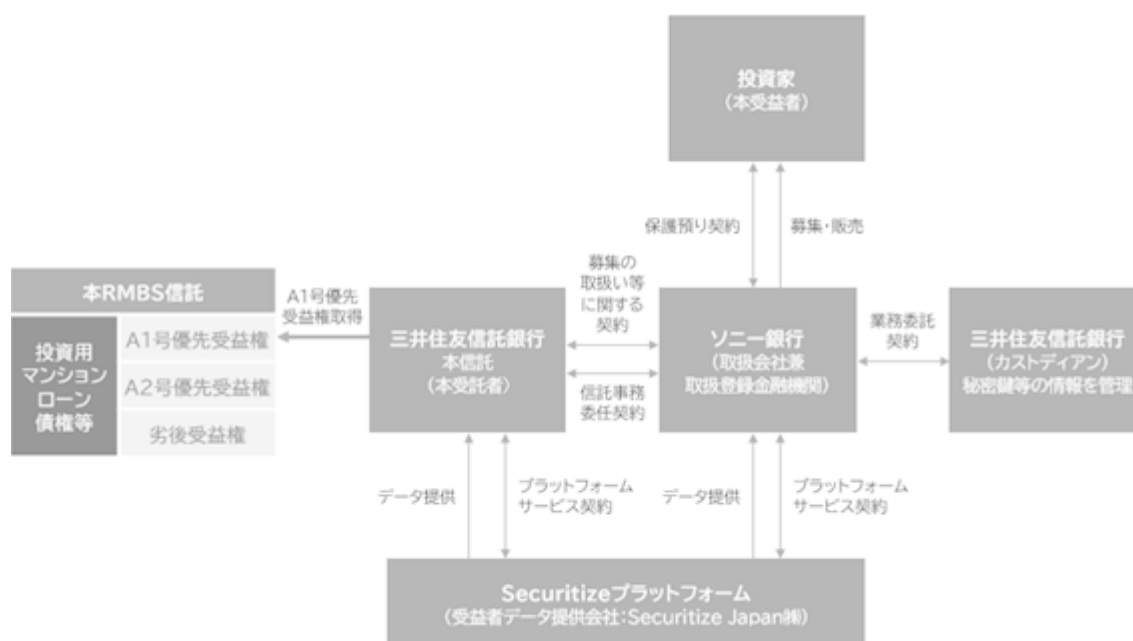 投資家
（本受益者）
保護預り契約
募集・販売
本RMBS信託
投資用
マンション
ローン
債権等
A1号優先受益権
A2号優先受益権
劣後受益権
A1号優先
受益権取得
三井住友信託銀行
本信託
（本受託者）
募集の
取扱い等
に関する
契約
信託事務
委任契約
ソニー銀行
（取扱会社兼
取扱登録金融機関）
業務委託
契約
三井住友信託銀行
（カストディアン）
秘密鍵等の情報を管理
データ提供
プラットフォーム
サービス契約
データ提供
プラットフォーム
サービス契約
Securitizeプラットフォーム
（受益者データ提供会社：Securitize Japan㈱）